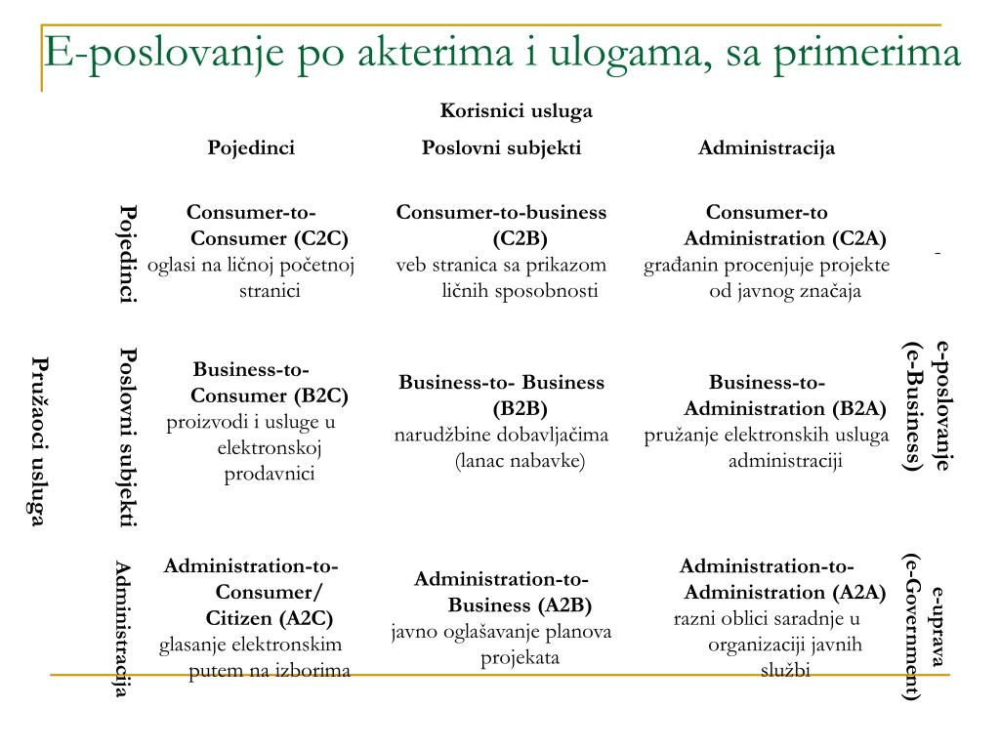 E-poslovanje po akterima i ulogama, sa primerima
Korisnici usluga
Pojedinci
Poslovni subjekti
Administracija
Pružaoci usluga
Pojedinci
Consumer-to-
Consumer (C2C)
oglasi na ličnoj početnoj
stranici
Consumer-to-business
(C2B)
veb stranica sa prikazom
ličnih sposobnosti
Consumer-to
Administration (C2A)
građanin procenjuje projekte
od javnog značaja
-
Poslovni subjekti
Business-to-
Consumer (B2C)
proizvodi i usluge u
elektronskoj
prodavnici
Business-to- Business
(B2B)
narudžbine dobavljačima
(lanac nabavke)
Business-to-
Administration (B2A)
pružanje elektronskih usluga
administraciji
e-poslovanje
(e-Business)
Administracija
Administration-to-
Consumer/
Citizen (A2C)
glasanje elektronskim
putem na izborima
Administration-to-
Business (A2B)
javno oglašavanje planova
projekata
Administration-to-
Administration (A2A)
razni oblici saradnje u
organizaciji javnih
službi
e-uprava
(e-Government)